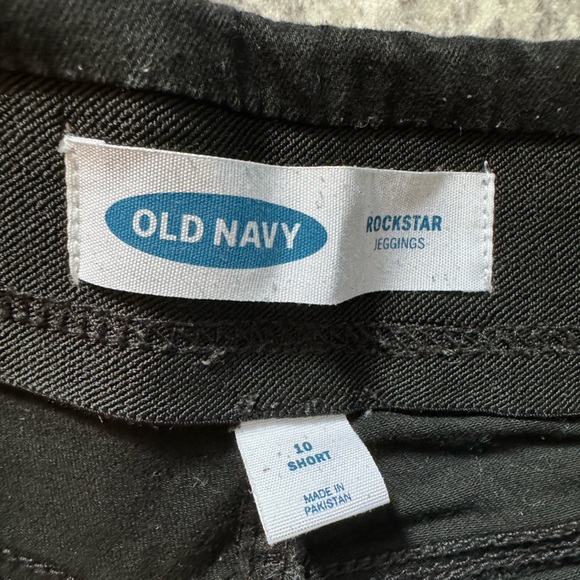 OLD NAVY
ROCKSTAR
JEGGINGS
10
SHORT
MADE IN
PAKISTAN